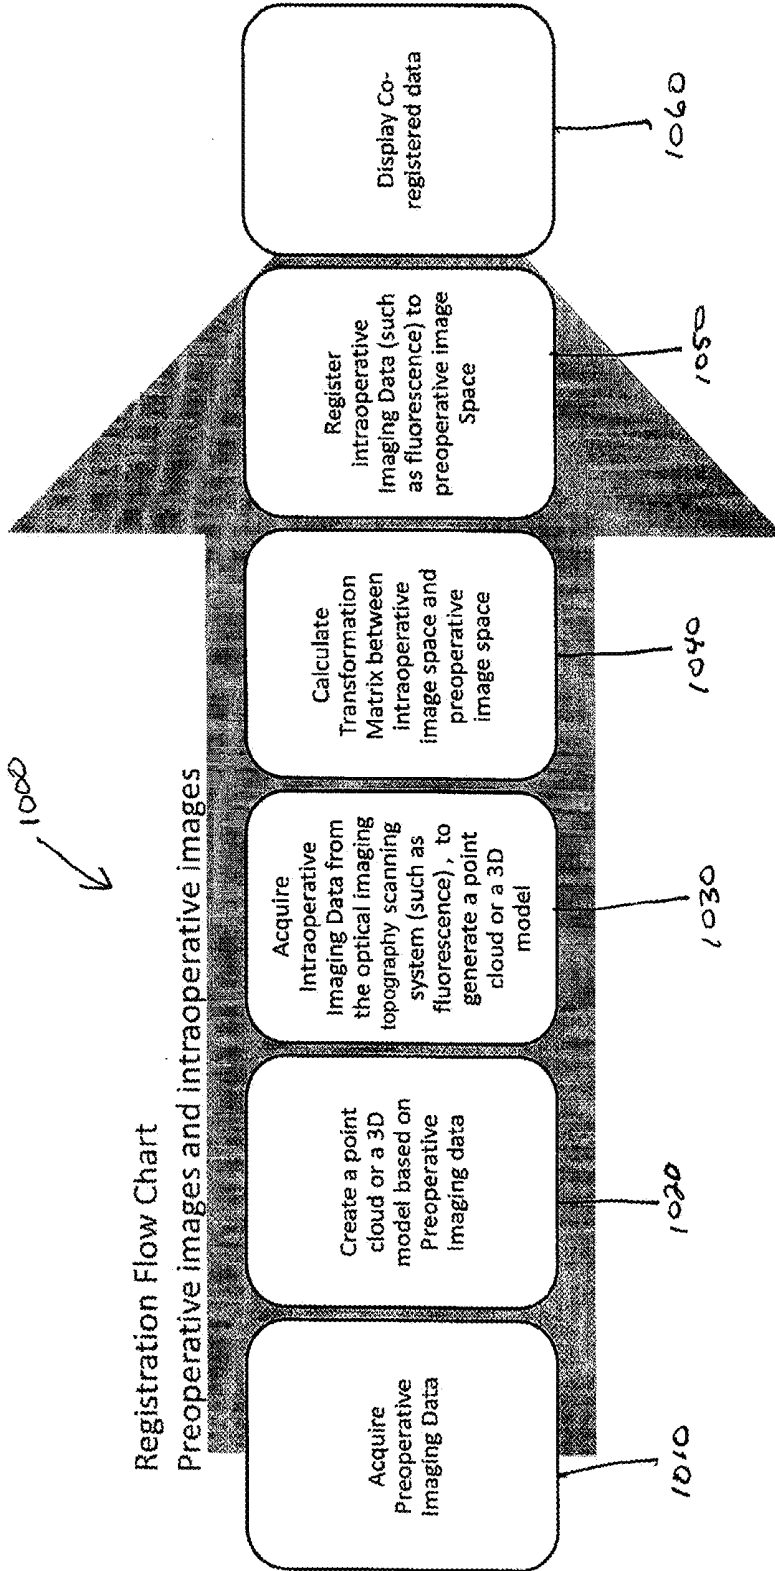 1000
Registration Flow Chart
Preoperative images and intraoperative images
Acquire
Preoperative
Imaging Data
1010
Create a point
cloud or a 3D
model based on
Preoperative
Imaging data
1020
Acquire
Intraoperative
Imaging Data from
the optical imaging
topography scanning
system (such as
fluorescence), to
generate a point
cloud or a 3D
model
1030
Calculate
Transformation
Matrix between
intraoperative
image space and
preoperative
image space
1040
Register
intraoperative
Imaging Data (such
as fluorescence) to
preoperative image
Space
1050
Display Co-
registered data
1060